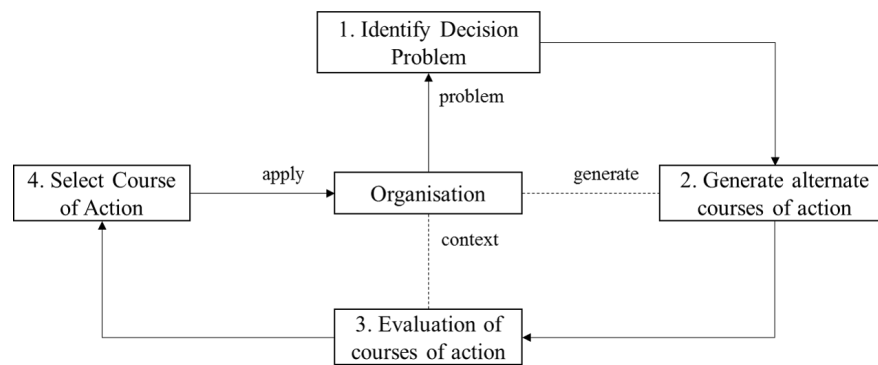 1. Identify Decision
Problem
problem
4. Select Course
of Action
apply
Organisation
generate
2. Generate alternate
courses of action
context
3. Evaluation of
courses of action